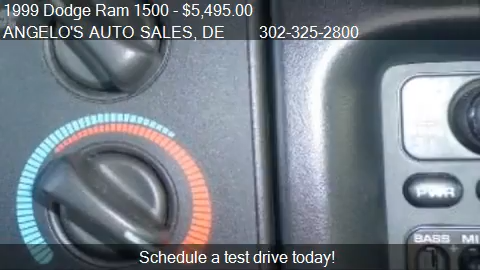 1999 Dodge Ram 1500 - $5,495.00
ANGELO'S AUTO SALES, DE 302-325-2800
PWR
BASS MI
Schedule a test drive today!